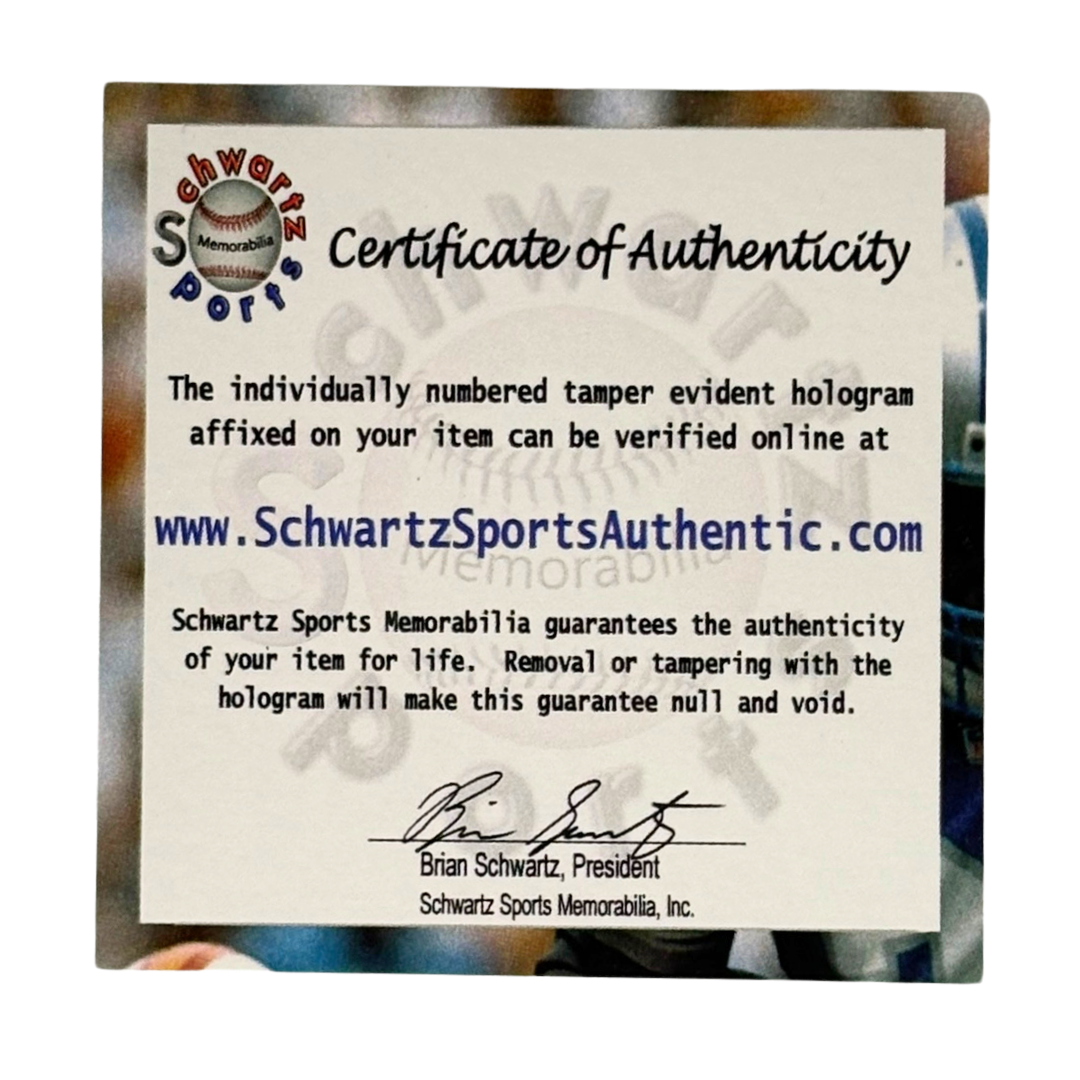 Schwartz
Sports
Memorabilia
Certificate of Authenticity
The individually numbered tamper evident hologram
affixed on your item can be verified online at
www.SchwartzSportsAuthentic.com
Schwartz Sports Memorabilia guarantees the authenticity
of your item for life. Removal or tampering with the
hologram will make this guarantee null and void.
Brian Schwartz
Brian Schwartz, President
Schwartz Sports Memorabilia, Inc.